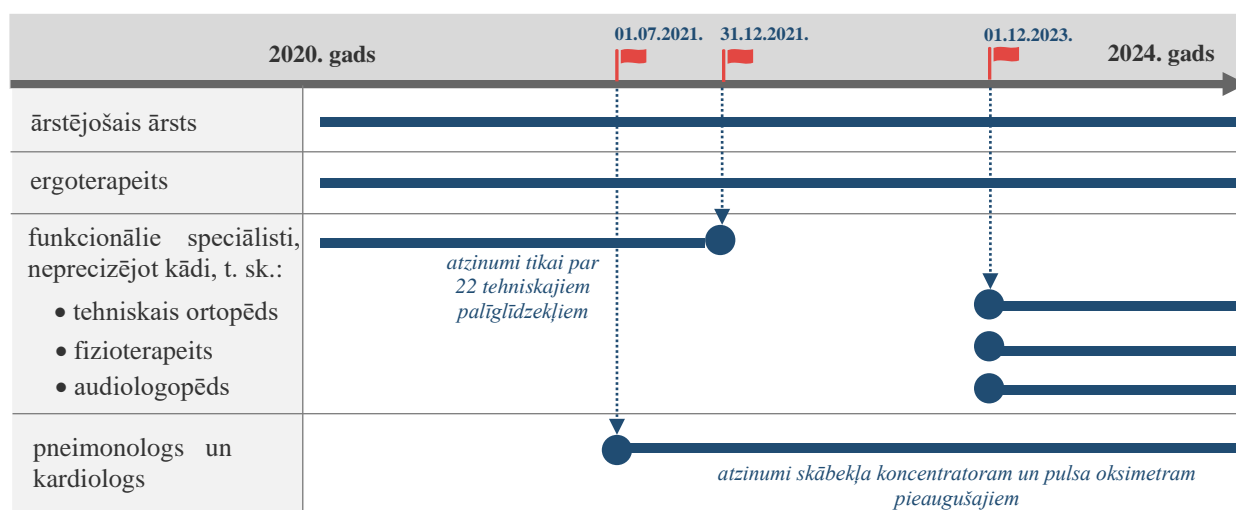 01.07.2021. 31.12.2021. 01.12.2023.
2020. gads 2024. gads
ārstējošais ārsts
ergoterapeits
funkcionālie speciālisti,
neprecizējot kādi, t. sk.:
atzinumi tikai par
22 tehniskajiem
palīglīdzekļiem
• tehniskais ortopēds
• fizioterapeits
• audiologopēds
pneimonologs un
kardiologs
atzinumi skābekļa koncentratoram un pulsa oksimetram
pieaugušajiem